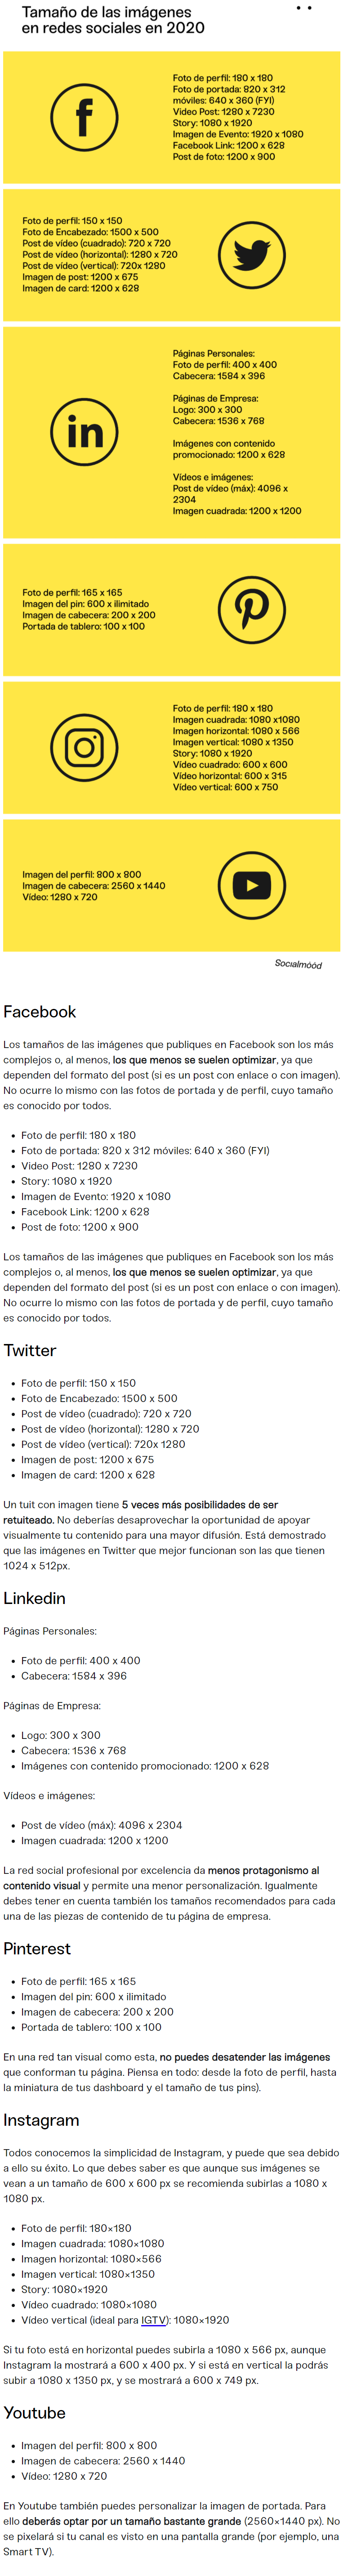 Tamaño de las imágenes
en redes sociales en 2020
Foto de perfil: 180 x 180
Foto de portada: 820 x 312
móviles: 640 x 360 (FYI)
Video Post: 1280 x 7230
Story: 1080 x 1920
Imagen de Evento: 1920 x 1080
Facebook Link: 1200 x 628
Post de foto: 1200 x 900
Foto de perfil: 150 x 150
Foto de Encabezado: 1500 x 500
Post de vídeo (cuadrado): 720 x 720
Post de vídeo (horizontal): 1280 x 720
Post de vídeo (vertical): 720x 1280
Imagen de post: 1200 x 675
Imagen de card: 1200 x 628
Páginas Personales:
Foto de perfil: 400 x 400
Cabecera: 1584 x 396
Páginas de Empresa:
Logo: 300 x 300
Cabecera: 1536 x 768
Imágenes con contenido
promocionado: 1200 x 628
Vídeos e imágenes:
Post de vídeo (máx): 4096 x
2304
Imagen cuadrada: 1200 x 1200
in
Foto de perfil: 165 x 165
Imagen del pin: 600 x ilimitado
Imagen de cabecera: 200 x 200
Portada de tablero: 100 x 100
Foto de perfil: 180 x 180
Imagen cuadrada: 1080 x1080
Imagen horizontal: 1080 x 566
Imagen vertical: 1080 x 1350
Story: 1080 x 1920
Vídeo cuadrado: 600 x 600
Vídeo horizontal: 600 x 315
Vídeo vertical: 600 x 750
Imagen del perfil: 800 x 800
Imagen de cabecera: 2560 x 1440
Vídeo: 1280 x 720
Socialmööd
Facebook
Los tamaños de las imágenes que publiques en Facebook son los más
complejos o, al menos, los que menos se suelen optimizar, ya que
dependen del formato del post (si es un post con enlace o con imagen).
No ocurre lo mismo con las fotos de portada y de perfil, cuyo tamaño
es conocido por todos.
• Foto de perfil: 180 x 180
• Foto de portada: 820 x 312 móviles: 640 x 360 (FYI)
• Video Post: 1280 x 7230
• Story: 1080 x 1920
• Imagen de Evento: 1920 x 1080
• Facebook Link: 1200 x 628
• Post de foto: 1200 x 900
Los tamaños de las imágenes que publiques en Facebook son los más
complejos o, al menos, los que menos se suelen optimizar, ya que
dependen del formato del post (si es un post con enlace o con imagen).
No ocurre lo mismo con las fotos de portada y de perfil, cuyo tamaño
es conocido por todos.
Twitter
• Foto de perfil: 150 x 150
• Foto de Encabezado: 1500 x 500
• Post de vídeo (cuadrado): 720 x 720
• Post de vídeo (horizontal): 1280 x 720
• Post de vídeo (vertical): 720x 1280
• Imagen de post: 1200 x 675
• Imagen de card: 1200 x 628
Un tuit con imagen tiene 5 veces más posibilidades de ser
retuiteado. No deberías desaprovechar la oportunidad de apoyar
visualmente tu contenido para una mayor difusión. Está demostrado
que las imágenes en Twitter que mejor funcionan son las que tienen
1024 x 512px.
Linkedin
Páginas Personales:
• Foto de perfil: 400 x 400
• Cabecera: 1584 x 396
Páginas de Empresa:
• Logo: 300 x 300
• Cabecera: 1536 x 768
• Imágenes con contenido promocionado: 1200 x 628
Vídeos e imágenes:
• Post de vídeo (máx): 4096 x 2304
• Imagen cuadrada: 1200 x 1200
La red social profesional por excelencia da menos protagonismo al
contenido visual y permite una menor personalización. Igualmente
debes tener en cuenta también los tamaños recomendados para cada
una de las piezas de contenido de tu página de empresa.
Pinterest
• Foto de perfil: 165 x 165
• Imagen del pin: 600 x ilimitado
• Imagen de cabecera: 200 x 200
• Portada de tablero: 100 x 100
En una red tan visual como esta, no puedes desatender las imágenes
que conforman tu página. Piensa en todo: desde la foto de perfil, hasta
la miniatura de tus dashboard y el tamaño de tus pins).
Instagram
Todos conocemos la simplicidad de Instagram, y puede que sea debido
a ello su éxito. Lo que debes saber es que aunque sus imágenes se
vean a un tamaño de 600 x 600 px se recomienda subirlas a 1080 x
1080 px.
• Foto de perfil: 180×180
• Imagen cuadrada: 1080×1080
• Imagen horizontal: 1080×566
• Imagen vertical: 1080×1350
• Story: 1080×1920
• Vídeo cuadrado: 1080×1080
• Vídeo vertical (ideal para IGTV): 1080×1920
Si tu foto está en horizontal puedes subirla a 1080 x 566 px, aunque
Instagram la mostrará a 600 x 400 px. Y si está en vertical la podrás
subir a 1080 x 1350 px, y se mostrará a 600 x 749 px.
Youtube
• Imagen del perfil: 800 x 800
• Imagen de cabecera: 2560 x 1440
• Vídeo: 1280 x 720
En Youtube también puedes personalizar la imagen de portada. Para
ello deberás optar por un tamaño bastante grande (2560×1440 px). No
se pixelará si tu canal es visto en una pantalla grande (por ejemplo, una
Smart TV).